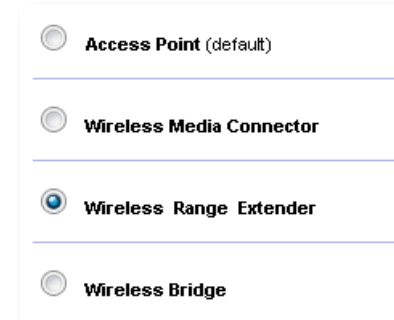 Access Point (default)
Wireless Media Connector
Wireless Range Extender
Wireless Bridge